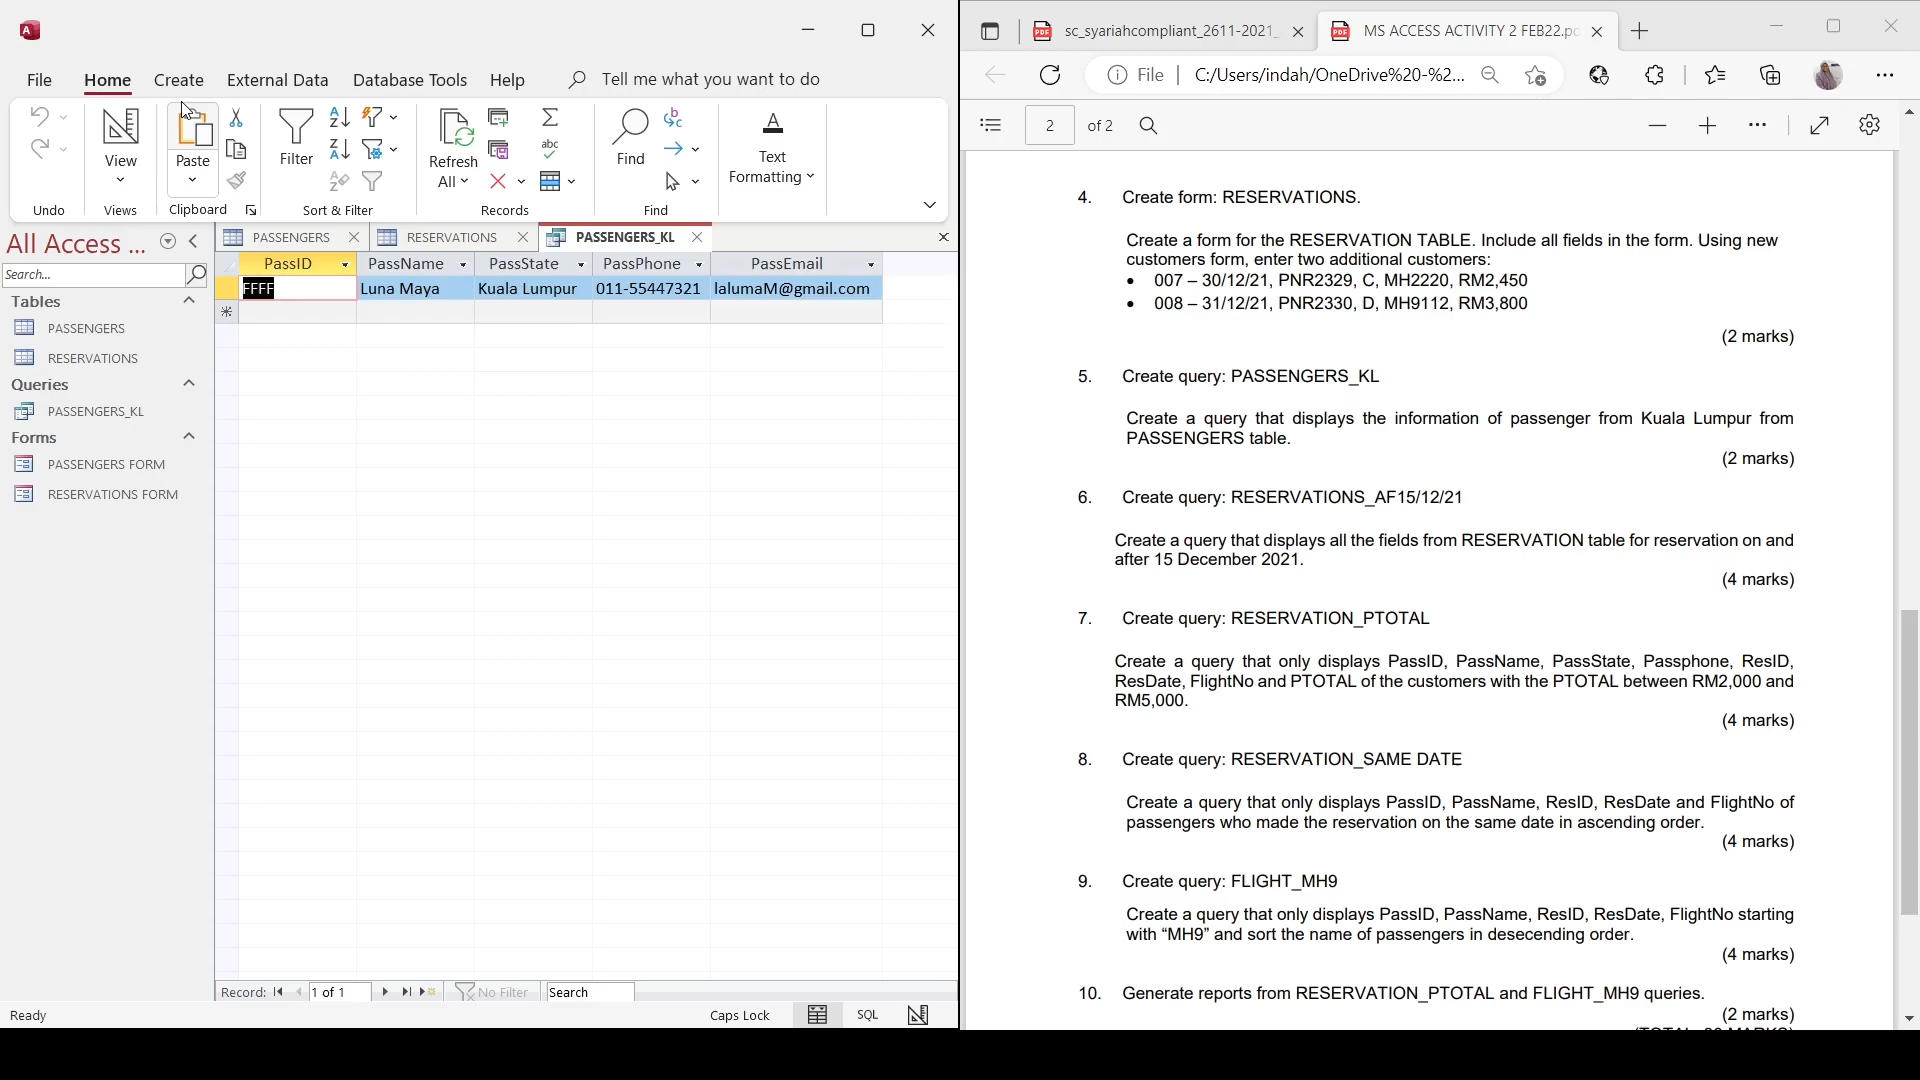 File
Home
Create
External Data
Database Tools
Help
Tell me what you want to do
View
Paste
Filter
Refresh
All
Find
Text
Formatting
Undo
Views
Clipboard
Sort & Filter
Records
Find
All Access ...
Search...
Tables
PASSENGERS
RESERVATIONS
Queries
PASSENGERS_KL
Forms
PASSENGERS FORM
RESERVATIONS FORM
PASSENGERS
RESERVATIONS
PASSENGERS_KL
PassID PassName PassState PassPhone PassEmail
FFFF Luna Maya Kuala Lumpur 011-55447321 lalumaM@gmail.com
Record: 1 of 1 No Filter Search
Ready
Caps Lock
SQL
sc_syariahcompliant_2611-2021_
MS ACCESS ACTIVITY 2 FEB22.pd
File C:/Users/indah/OneDrive%20-%2...
2 of 2
4. Create form: RESERVATIONS.
Create a form for the RESERVATION TABLE. Include all fields in the form. Using new
customers form, enter two additional customers:
• 007 – 30/12/21, PNR2329, C, MH2220, RM2,450
• 008 – 31/12/21, PNR2330, D, MH9112, RM3,800
(2 marks)
5. Create query: PASSENGERS_KL
Create a query that displays the information of passenger from Kuala Lumpur from
PASSENGERS table.
(2 marks)
6. Create query: RESERVATIONS_AF15/12/21
Create a query that displays all the fields from RESERVATION table for reservation on and
after 15 December 2021.
(4 marks)
7. Create query: RESERVATION_PTOTAL
Create a query that only displays PassID, PassName, PassState, Passphone, ResID,
ResDate, FlightNo and PTOTAL of the customers with the PTOTAL between RM2,000 and
RM5,000.
(4 marks)
8. Create query: RESERVATION_SAME DATE
Create a query that only displays PassID, PassName, ResID, ResDate and FlightNo of
passengers who made the reservation on the same date in ascending order.
(4 marks)
9. Create query: FLIGHT_MH9
Create a query that only displays PassID, PassName, ResID, ResDate, FlightNo starting
with “MH9” and sort the name of passengers in desecending order.
(4 marks)
10. Generate reports from RESERVATION_PTOTAL and FLIGHT_MH9 queries.
(2 marks)